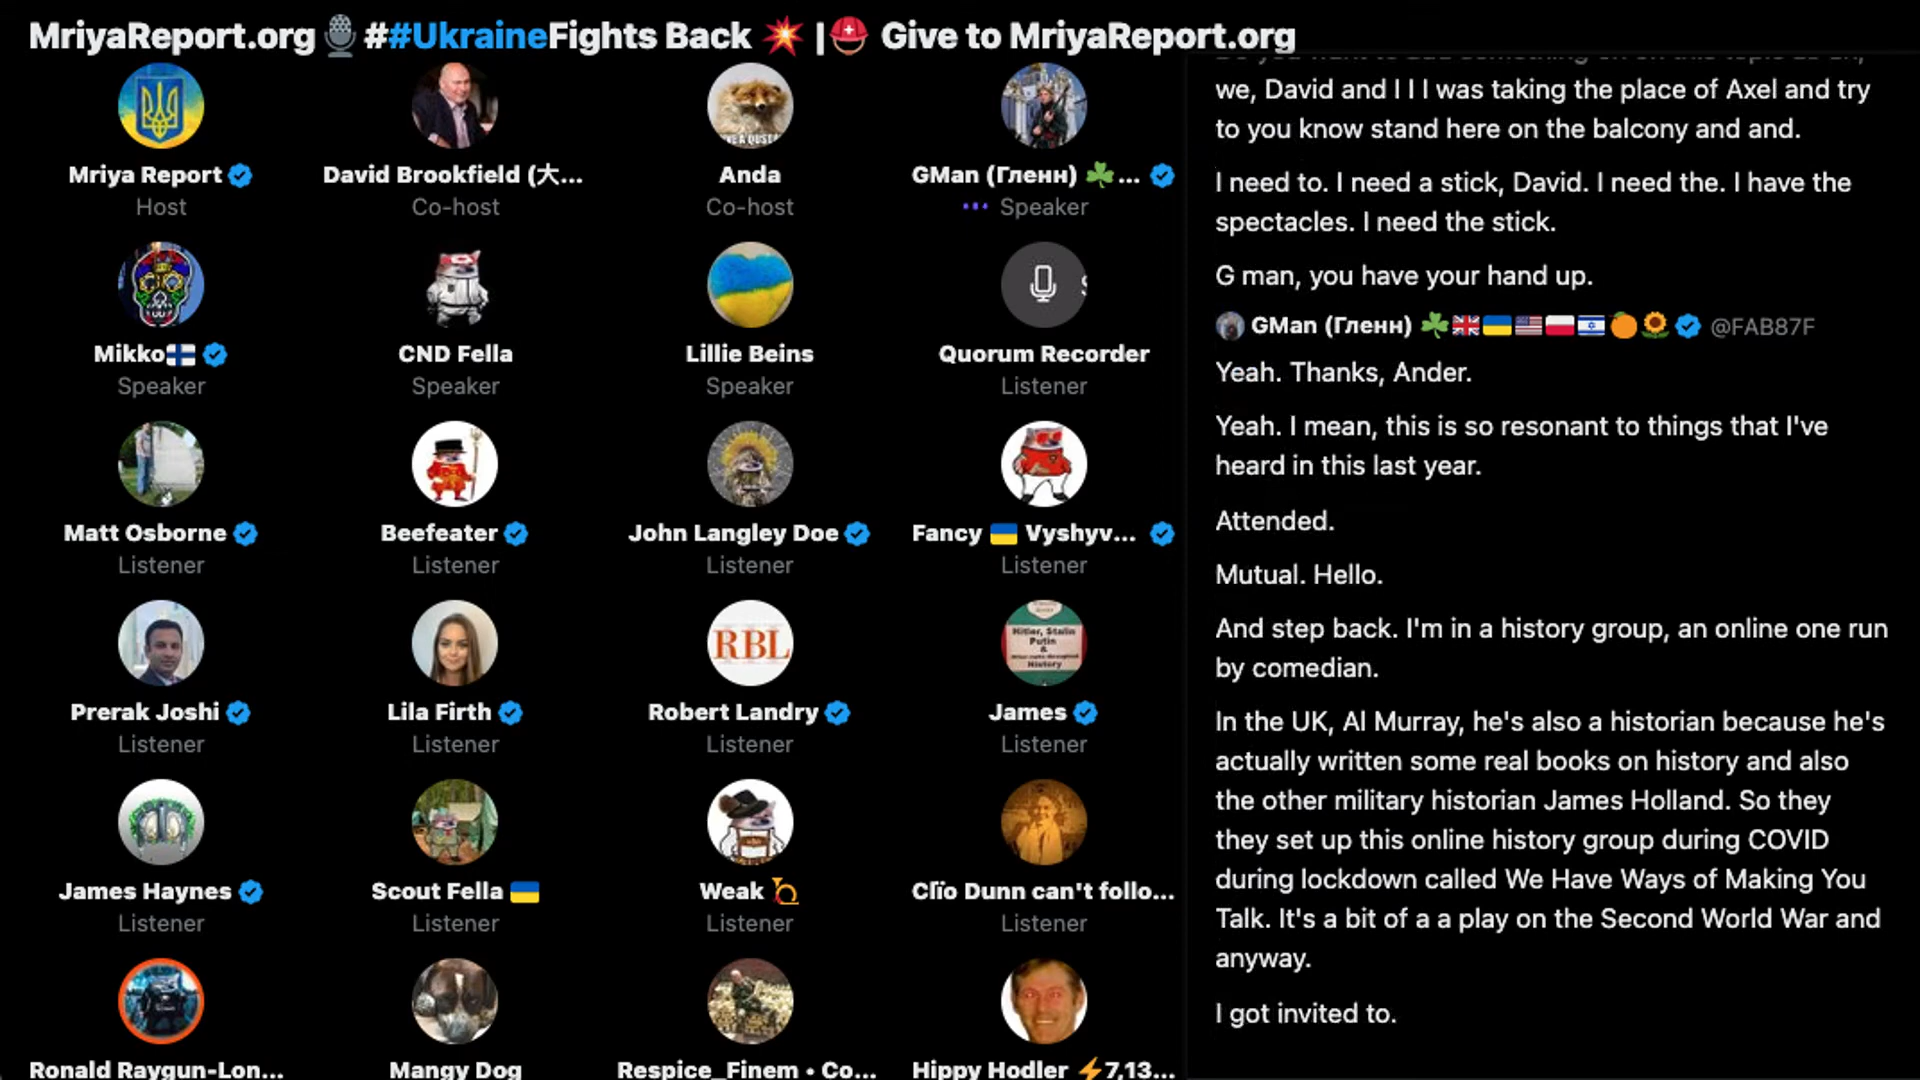 MriyaReport.org🎙️##UkraineFights Back 💥 |⛑️ Give to MriyaReport.org
Mriya Report
Host
David Brookfield (大...
Co-host
Anda
Co-host
GMan (Гленн) ☘️...
Speaker
Mikko🇫🇮
Speaker
CND Fella
Speaker
Lillie Beins
Speaker
Quorum Recorder
Listener
Matt Osborne
Listener
Beefeater
Listener
John Langley Doe
Listener
Fancy 🇺🇦 Vyshyv...
Listener
Prerak Joshi
Listener
Lila Firth
Listener
RBL
Robert Landry
Listener
Hitler, Stalin
Putin
&
History
James
Listener
James Haynes
Listener
Scout Fella 🇺🇦
Listener
Weak
Listener
Clïo Dunn can't follo...
Listener
Ronald Raygun-Lon...
Mangy Dog
Respice_Finem • Co...
Hippy Hodler ⚡7,13...
we, David and I I I was taking the place of Axel and try
to you know stand here on the balcony and and.
I need to. I need a stick, David. I need the. I have the
spectacles. I need the stick.
G man, you have your hand up.
GMan (Гленн) ☘️🇬🇧🇺🇦🇺🇸🇵🇱🇮🇱🍊🌻 @FAB87F
Yeah. Thanks, Ander.
Yeah. I mean, this is so resonant to things that I've
heard in this last year.
Attended.
Mutual. Hello.
And step back. I'm in a history group, an online one run
by comedian.
In the UK, Al Murray, he's also a historian because he's
actually written some real books on history and also
the other military historian James Holland. So they
they set up this online history group during COVID
during lockdown called We Have Ways of Making You
Talk. It's a bit of a a play on the Second World War and
anyway.
I got invited to.